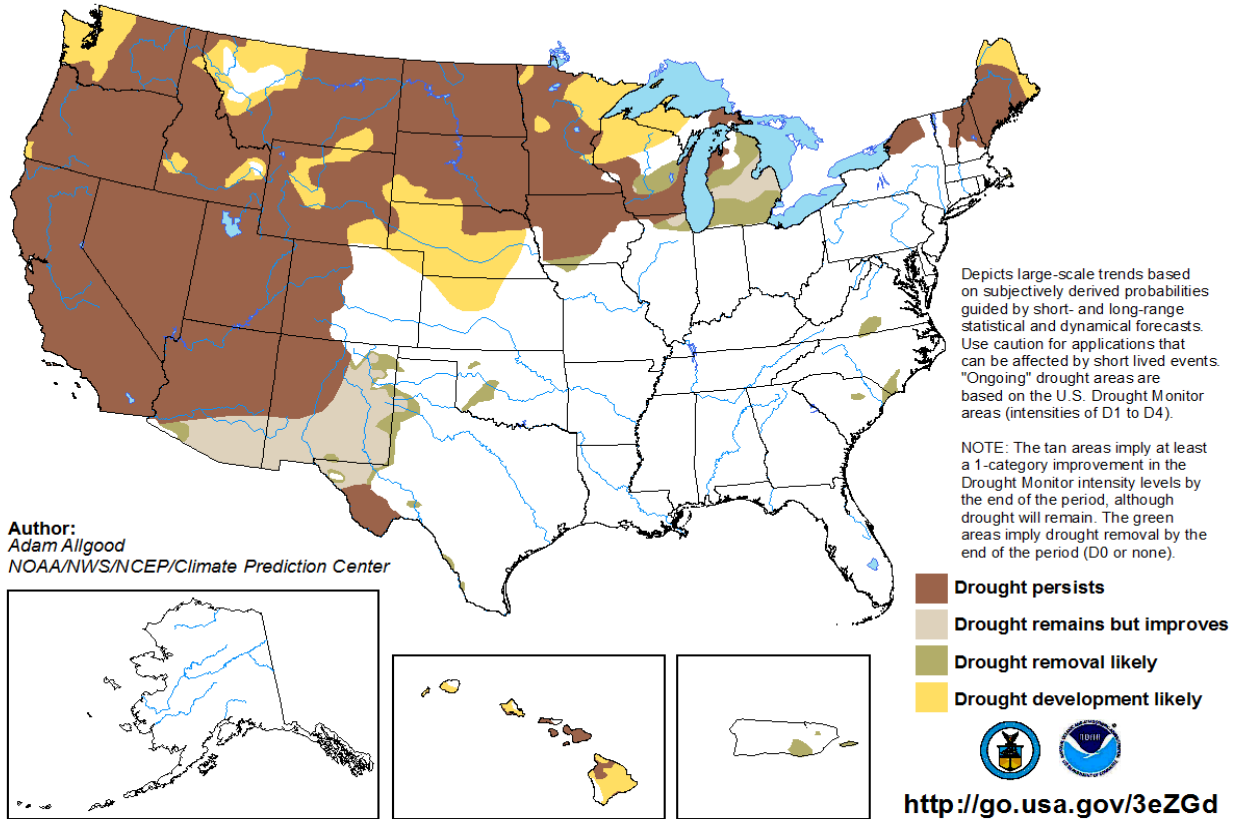 Depicts large-scale trends based
on subjectively derived probabilities
guided by short- and long-range
statistical and dynamical forecasts.
Use caution for applications that
can be affected by short lived events.
"Ongoing" drought areas are
based on the U.S. Drought Monitor
areas (intensities of D1 to D4).
NOTE: The tan areas imply at least
a 1-category improvement in the
Drought Monitor intensity levels by
the end of the period, although
drought will remain. The green
areas imply drought removal by the
end of the period (D0 or none).
Author:
Adam Allgood
NOAA/NWS/NCEP/Climate Prediction Center
Drought persists
Drought remains but improves
Drought removal likely
Drought development likely
http://go.usa.gov/3eZGd